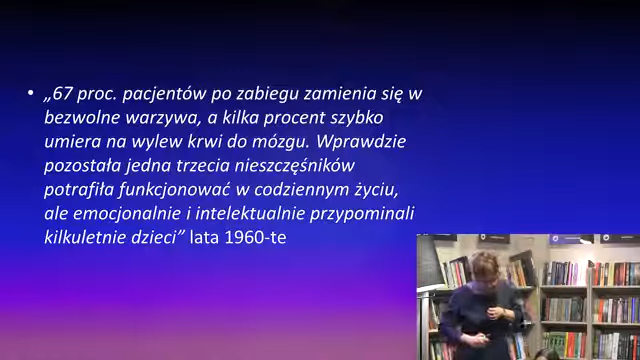 • „67 proc. pacjentów po zabiegu zamienia się w
bezwolne warzywa, a kilka procent szybko
umiera na wylew krwi do mózgu. Wprawdzie
pozostała jedna trzecia nieszczęśników
potrafiła funkcjonować w codziennym życiu,
ale emocjonalnie i intelektualnie przypominali
kilkuletnie dzieci” lata 1960-te